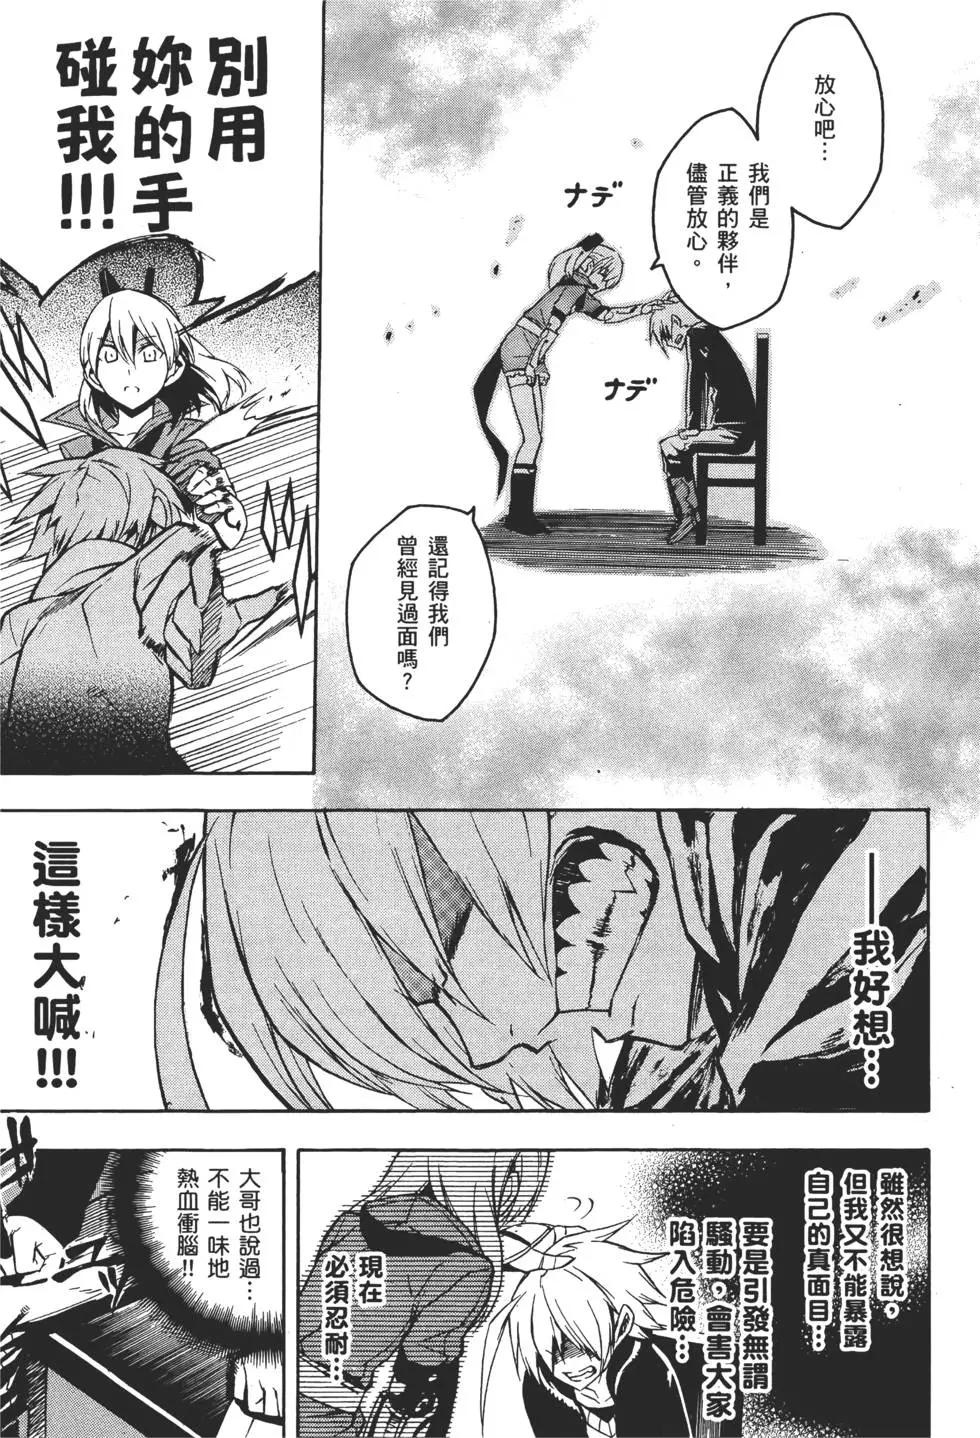 放心吧…
我們是
正義的夥伴，
儘管放心。
ナデ
ナデ
還記得我們
曾經見過面嗎？
別用
妳的手
碰我!!!
——我好想…
這樣大喊!!!
雖然很想說，
但我又不能暴露
自己的真面目…
要是引發無謂
騷動，會害大家
陷入危險…
現在
必須忍耐…
大哥也說過…
不能一味地
熱血衝腦!!